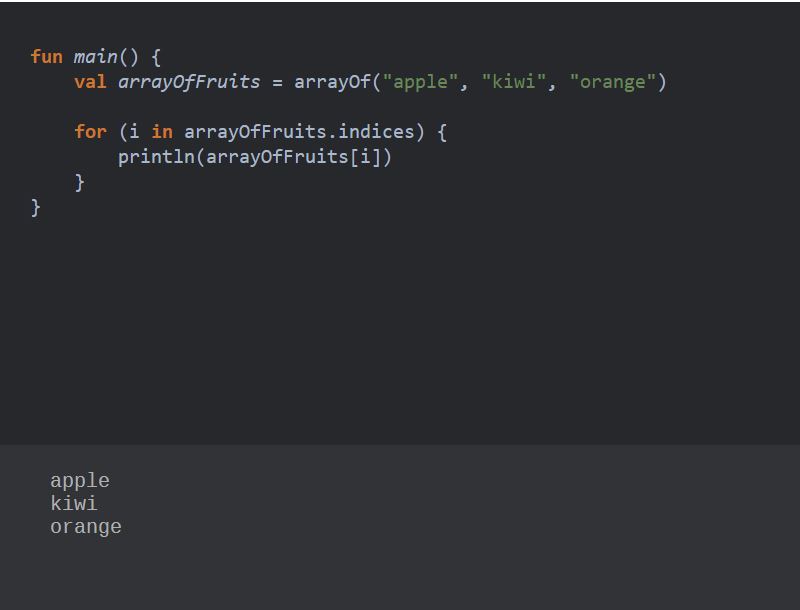 fun main() {
    val arrayOfFruits = arrayOf("apple", "kiwi", "orange")
    for (i in arrayOfFruits.indices) {
        println(arrayOfFruits[i])
    }
}
apple
kiwi
orange